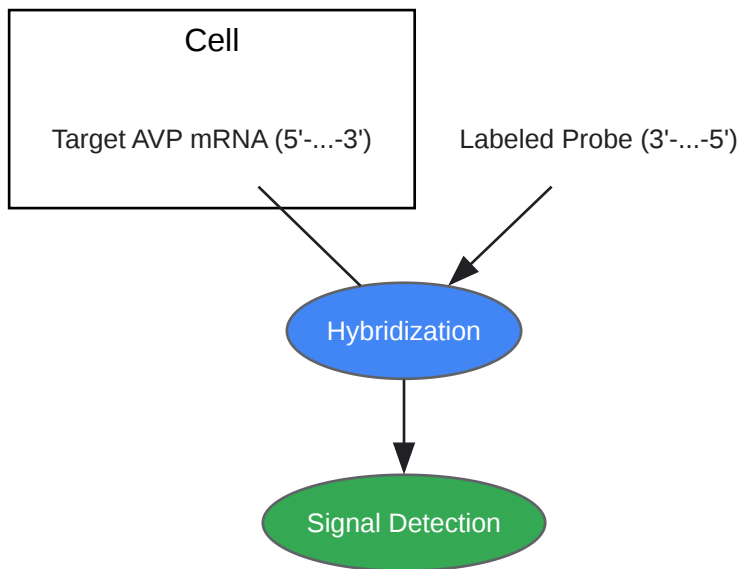 Cell
Target AVP mRNA (5'-...-3')
Labeled Probe (3'-...-5')
Hybridization
Signal Detection